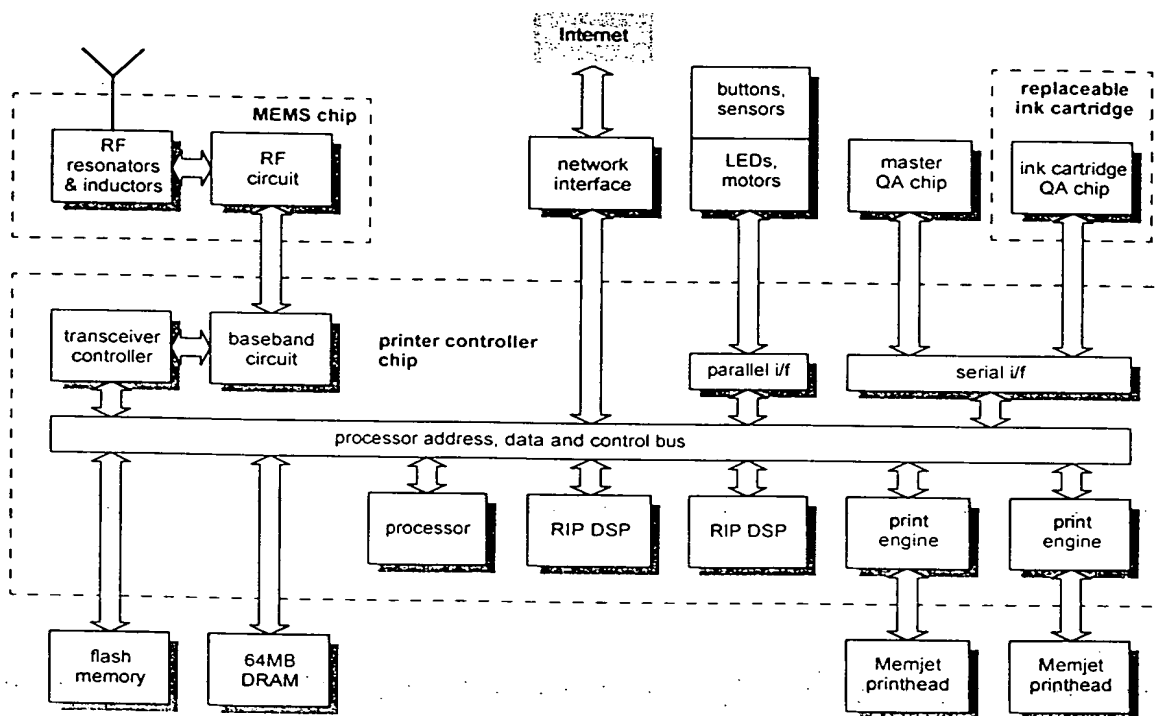 Internet
MEMS chip
RF
resonators
& inductors
RF
circuit
network
interface
buttons,
sensors
LEDs,
motors
master
QA chip
replaceable
ink cartridge
ink cartridge
QA chip
transceiver
controller
baseband
circuit
printer controller
chip
parallel i/f
serial i/f
processor address, data and control bus
processor
RIP DSP
RIP DSP
print
engine
print
engine
flash
memory
64MB
DRAM
Memjet
printhead
Memjet
printhead